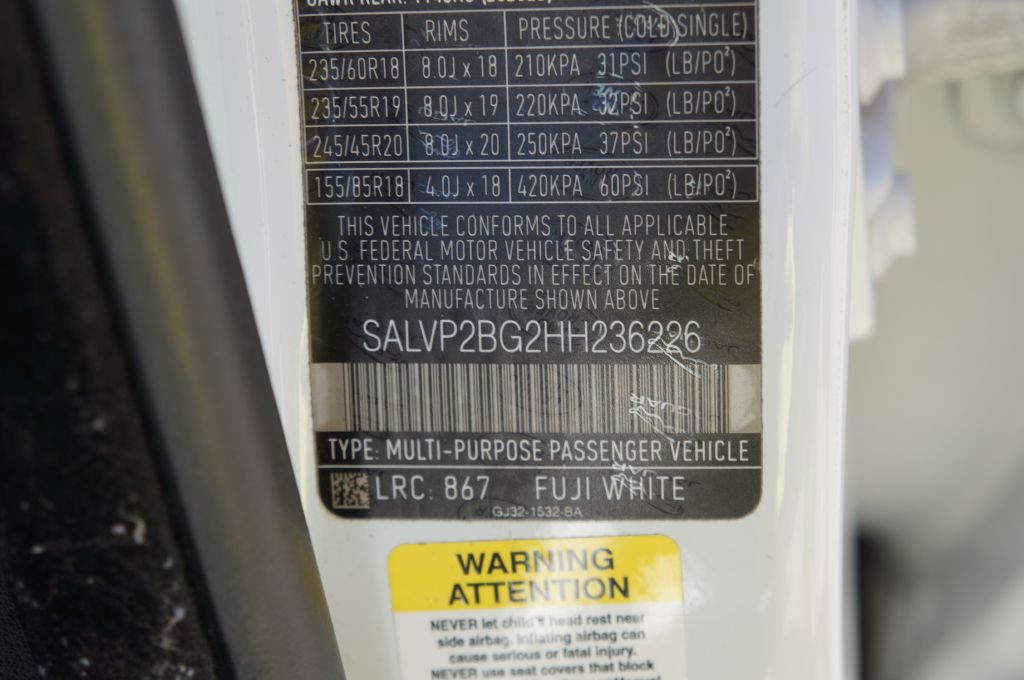 TIRES RIMS PRESSURE (COLD SINGLE)
235/60R18 8.0J x 18 210KPA 31PSI (LB/PO²)
235/55R19 8.0J x 19 220KPA 32PSI (LB/PO²)
245/45R20 8.0J x 20 250KPA 37PSI (LB/PO²)
155/85R18 4.0J x 18 420KPA 60PSI (LB/PO²)
THIS VEHICLE CONFORMS TO ALL APPLICABLE
U.S. FEDERAL MOTOR VEHICLE SAFETY AND THEFT
PREVENTION STANDARDS IN EFFECT ON THE DATE OF
MANUFACTURE SHOWN ABOVE
SALVP2BG2HH236226
TYPE: MULTI-PURPOSE PASSENGER VEHICLE
LRC: 867 FUJI WHITE
GJ32-1532-BA
WARNING
ATTENTION
NEVER let child's head rest near
side airbag. Inflating airbag can
cause serious or fatal injury.
NEVER use seat covers that block